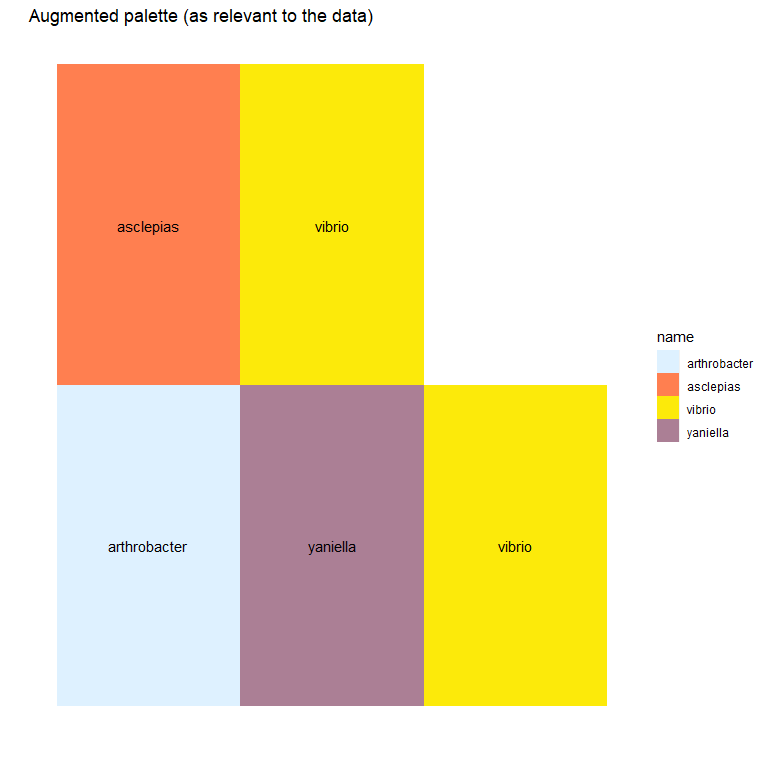 Augmented palette (as relevant to the data)
asclepias
vibrio
arthrobacter
yaniella
vibrio
name
arthrobacter
asclepias
vibrio
yaniella